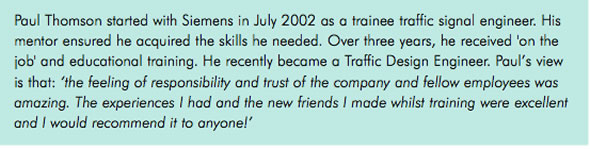 Paul Thomson started with Siemens in July 2002 as a trainee traffic signal engineer. His
mentor ensured he acquired the skills he needed. Over three years, he received 'on the
job' and educational training. He recently became a Traffic Design Engineer. Paul's view
is that: 'the feeling of responsibility and trust of the company and fellow employees was
amazing. The experiences I had and the new friends I made whilst training were excellent
and I would recommend it to anyone!'